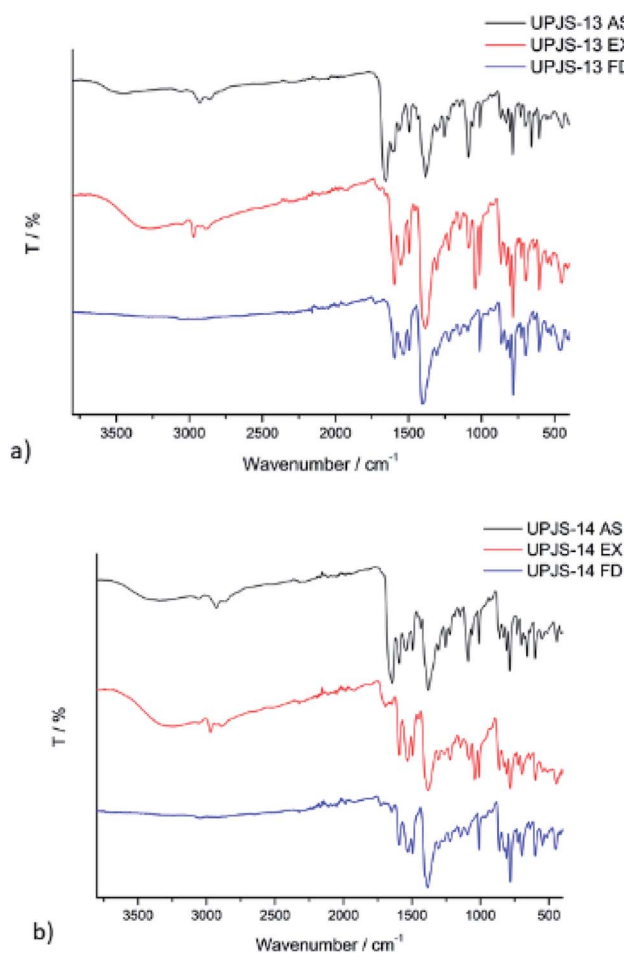 UPJS-13 AS
UPJS-13 EX
UPJS-13 FD
T / %
3500 3000 2500 2000 1500 1000 500
a)
Wavenumber / cm⁻¹
UPJS-14 AS
UPJS-14 EX
UPJS-14 FD
T / %
3500 3000 2500 2000 1500 1000 500
b)
Wavenumber / cm⁻¹